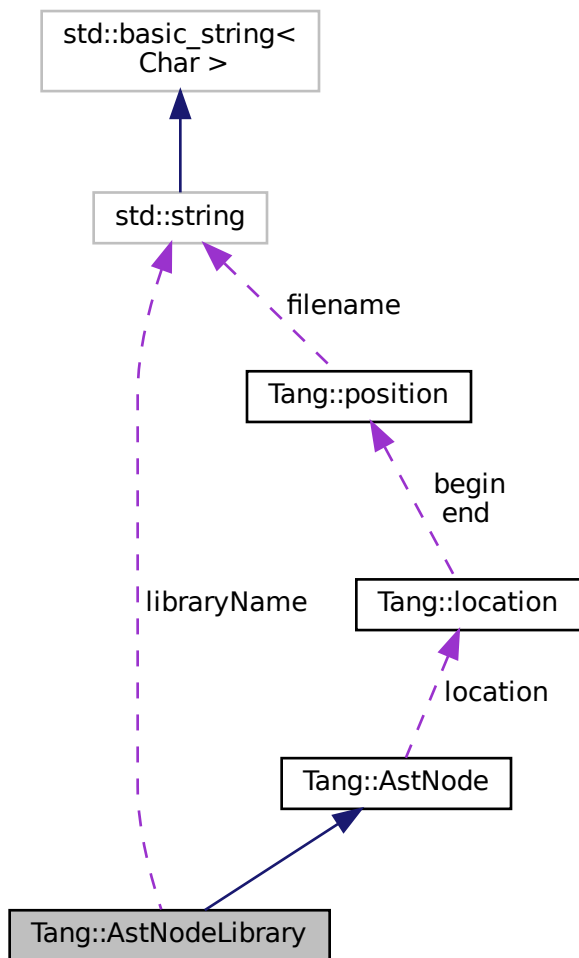 std::basic_string<
Char >
std::string
filename
Tang::position
begin
end
Tang::location
libraryName
location
Tang::AstNode
Tang::AstNodeLibrary